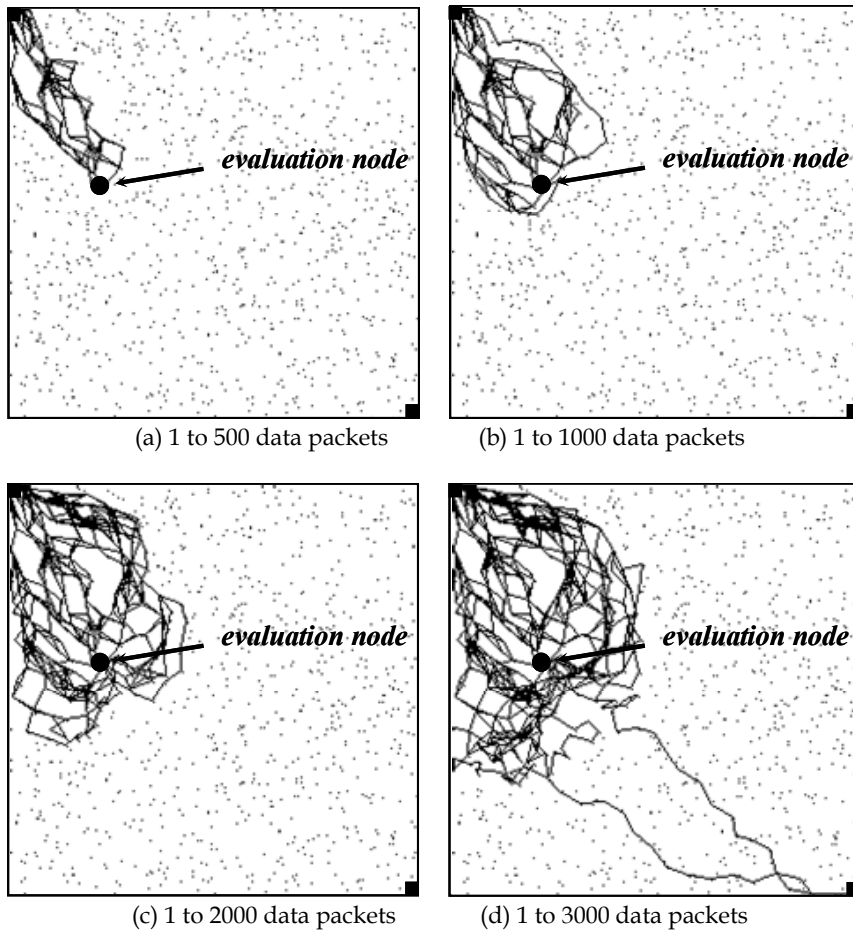 evaluation node
evaluation node
(a) 1 to 500 data packets
(b) 1 to 1000 data packets
evaluation node
evaluation node
(c) 1 to 2000 data packets
(d) 1 to 3000 data packets